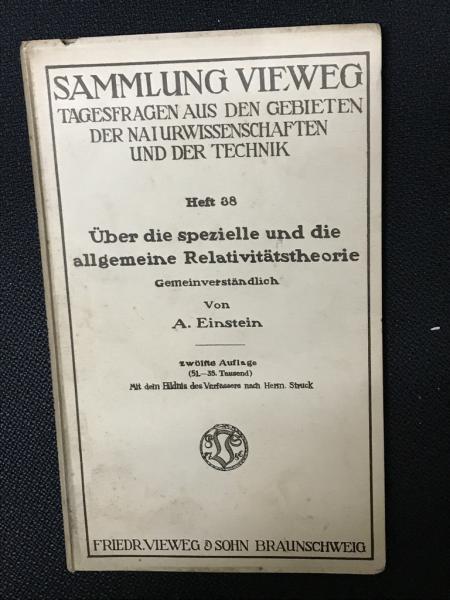 SAMMLUNG VIEWEG
TAGESFRAGEN AUS DEN GEBIETEN
DER NATURWISSENSCHAFTEN
UND DER TECHNIK
Heft 38
Über die spezielle und die
allgemeine Relativitätstheorie
Gemeinverständlich
Von
A. Einstein
Zwölfte Auflage
(51.—55. Tausend)
Mit dem Bildnis des Verfassers nach Herm. Struck
FRIEDR. VIEWEG & SOHN BRAUNSCHWEIG